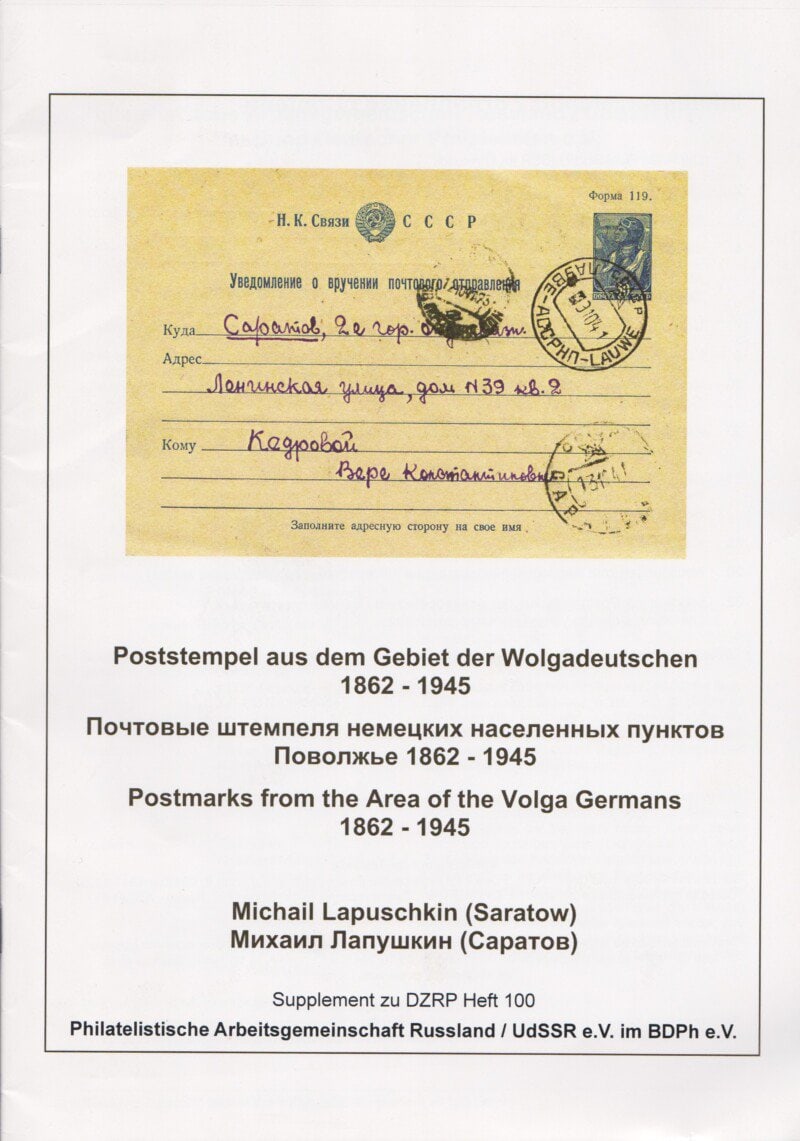 Форма 119.
Н. К. Связи СССР
Уведомление о вручении почтового отправления
Куда Саратов, 2е гор.
Адрес
Ленинская улица, дом N39 кв. 2
Кому Кедровой
Вере Константиновне
Заполните адресную сторону на свое имя
LAUWE
Poststempel aus dem Gebiet der Wolgadeutschen
1862 - 1945
Почтовые штемпеля немецких населенных пунктов
Поволжье 1862 - 1945
Postmarks from the Area of the Volga Germans
1862 - 1945
Michail Lapuschkin (Saratow)
Михаил Лапушкин (Саратов)
Supplement zu DZRP Heft 100
Philatelistische Arbeitsgemeinschaft Russland / UdSSR e.V. im BDPh e.V.